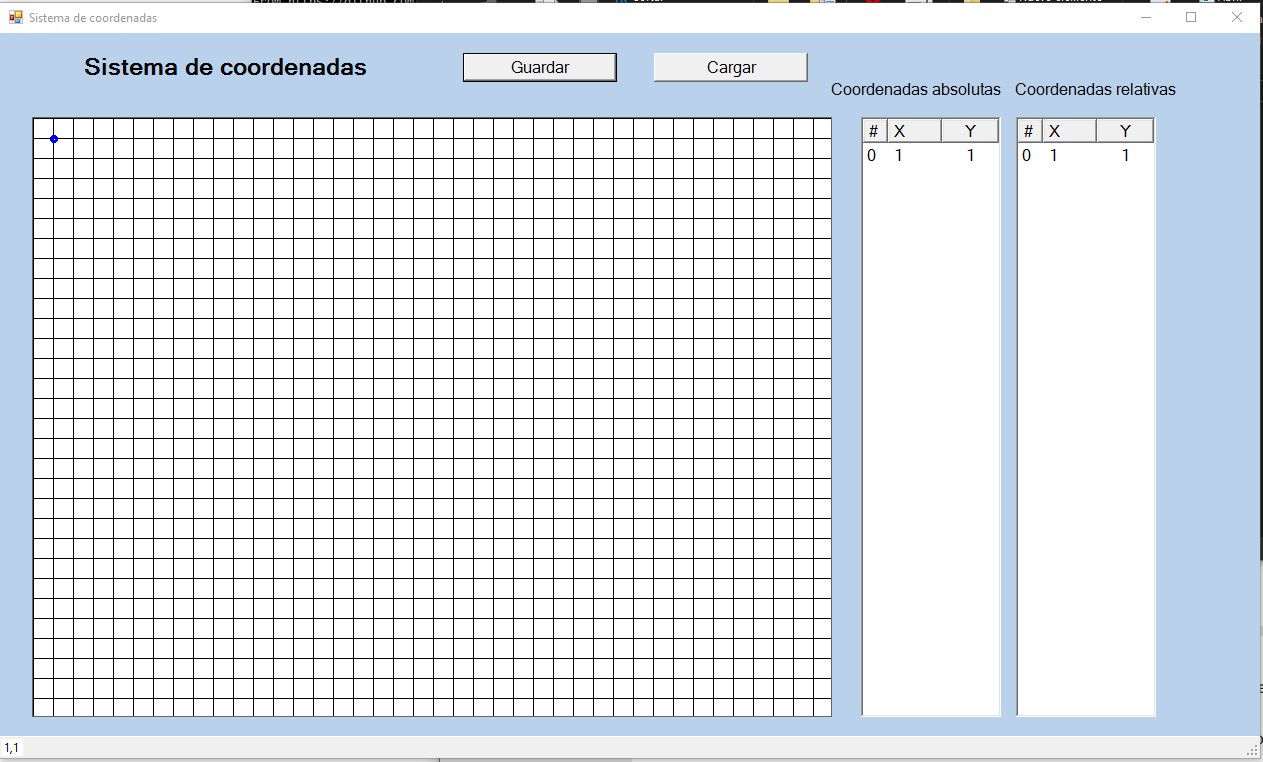 Sistema de coordenadas
Sistema de coordenadas
Guardar
Cargar
Coordenadas absolutas
Coordenadas relativas
# X Y
0 1 1
# X Y
0 1 1
1,1